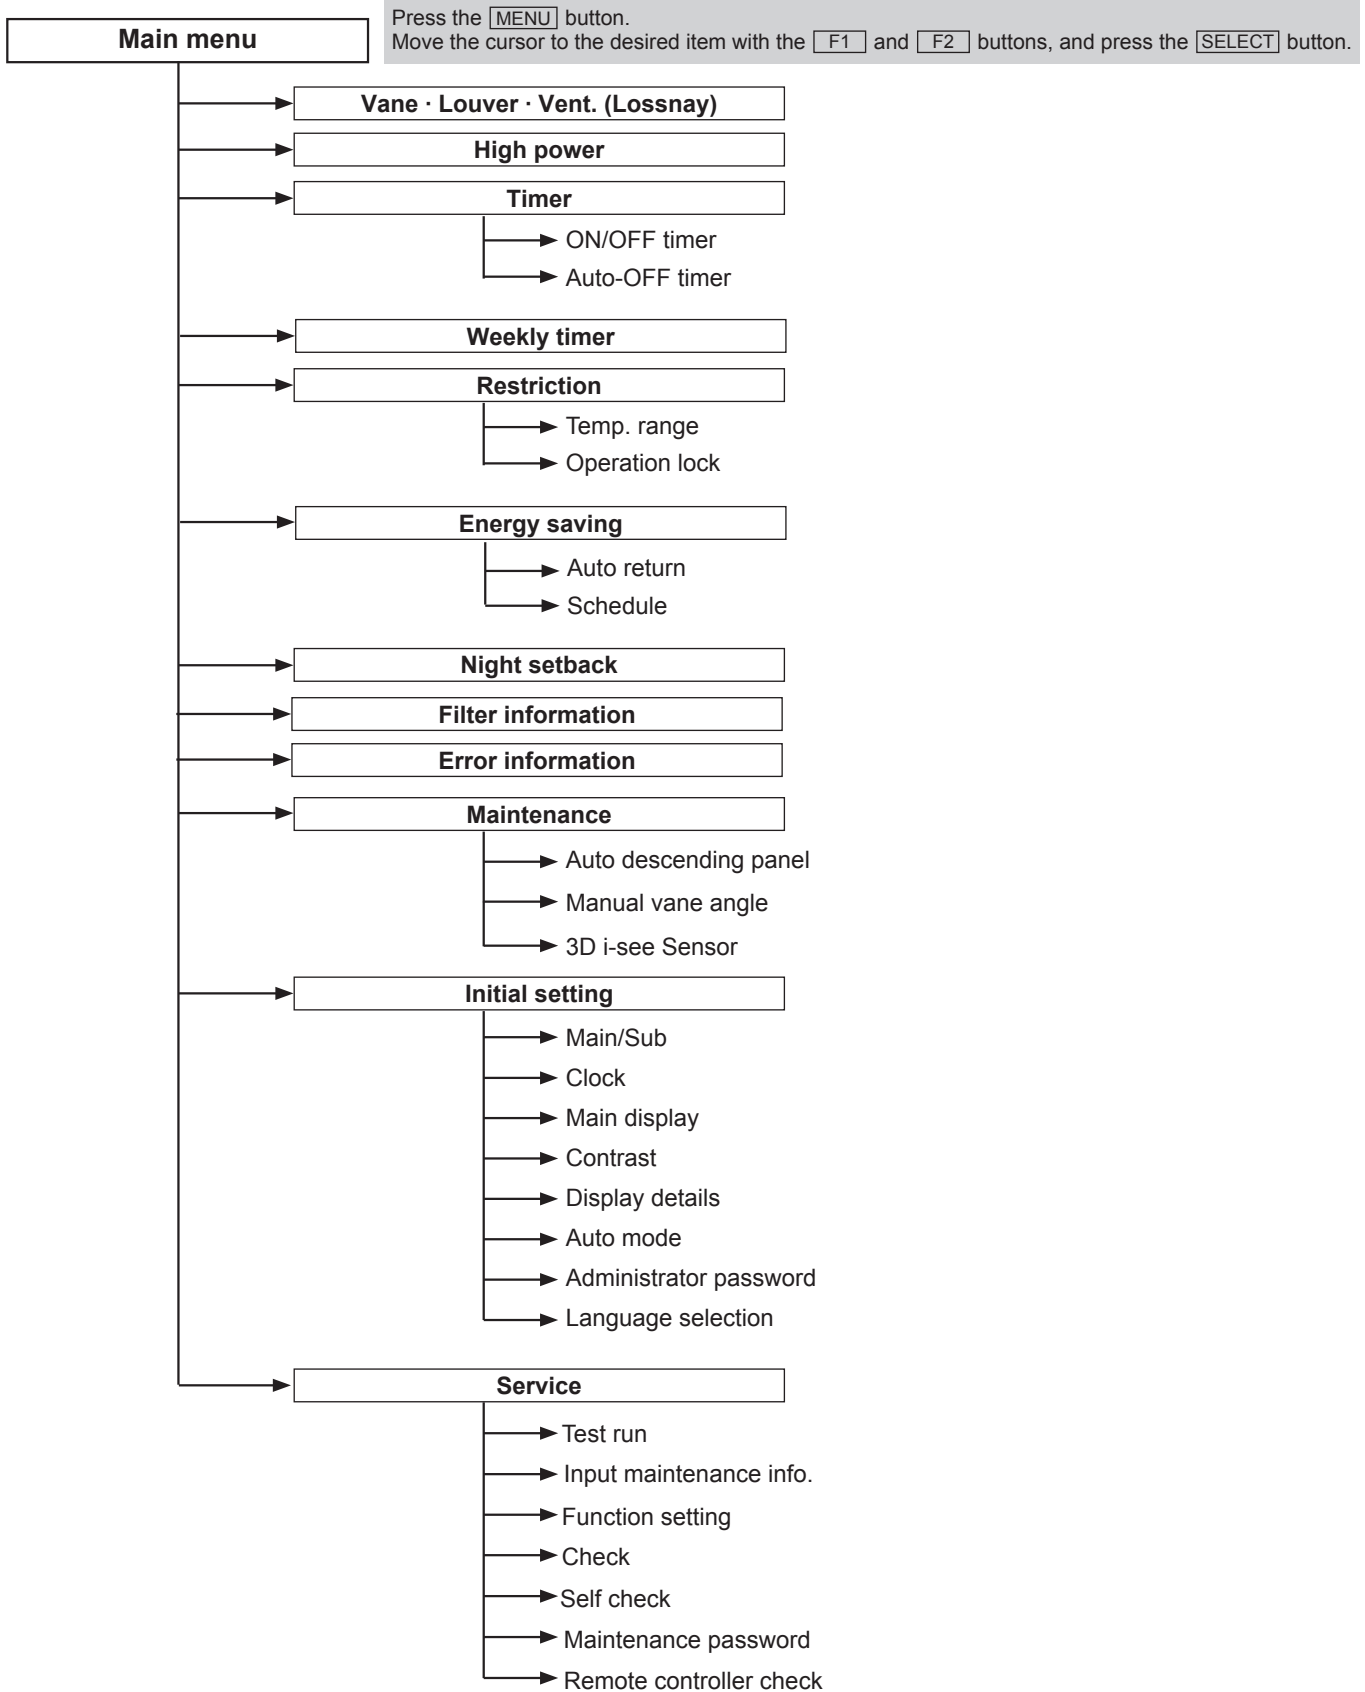 Main menu
Press the MENU button.
Move the cursor to the desired item with the F1 and F2 buttons, and press the SELECT button.
Vane · Louver · Vent. (Lossnay)
High power
Timer
ON/OFF timer
Auto-OFF timer
Weekly timer
Restriction
Temp. range
Operation lock
Energy saving
Auto return
Schedule
Night setback
Filter information
Error information
Maintenance
Auto descending panel
Manual vane angle
3D i-see Sensor
Initial setting
Main/Sub
Clock
Main display
Contrast
Display details
Auto mode
Administrator password
Language selection
Service
Test run
Input maintenance info.
Function setting
Check
Self check
Maintenance password
Remote controller check